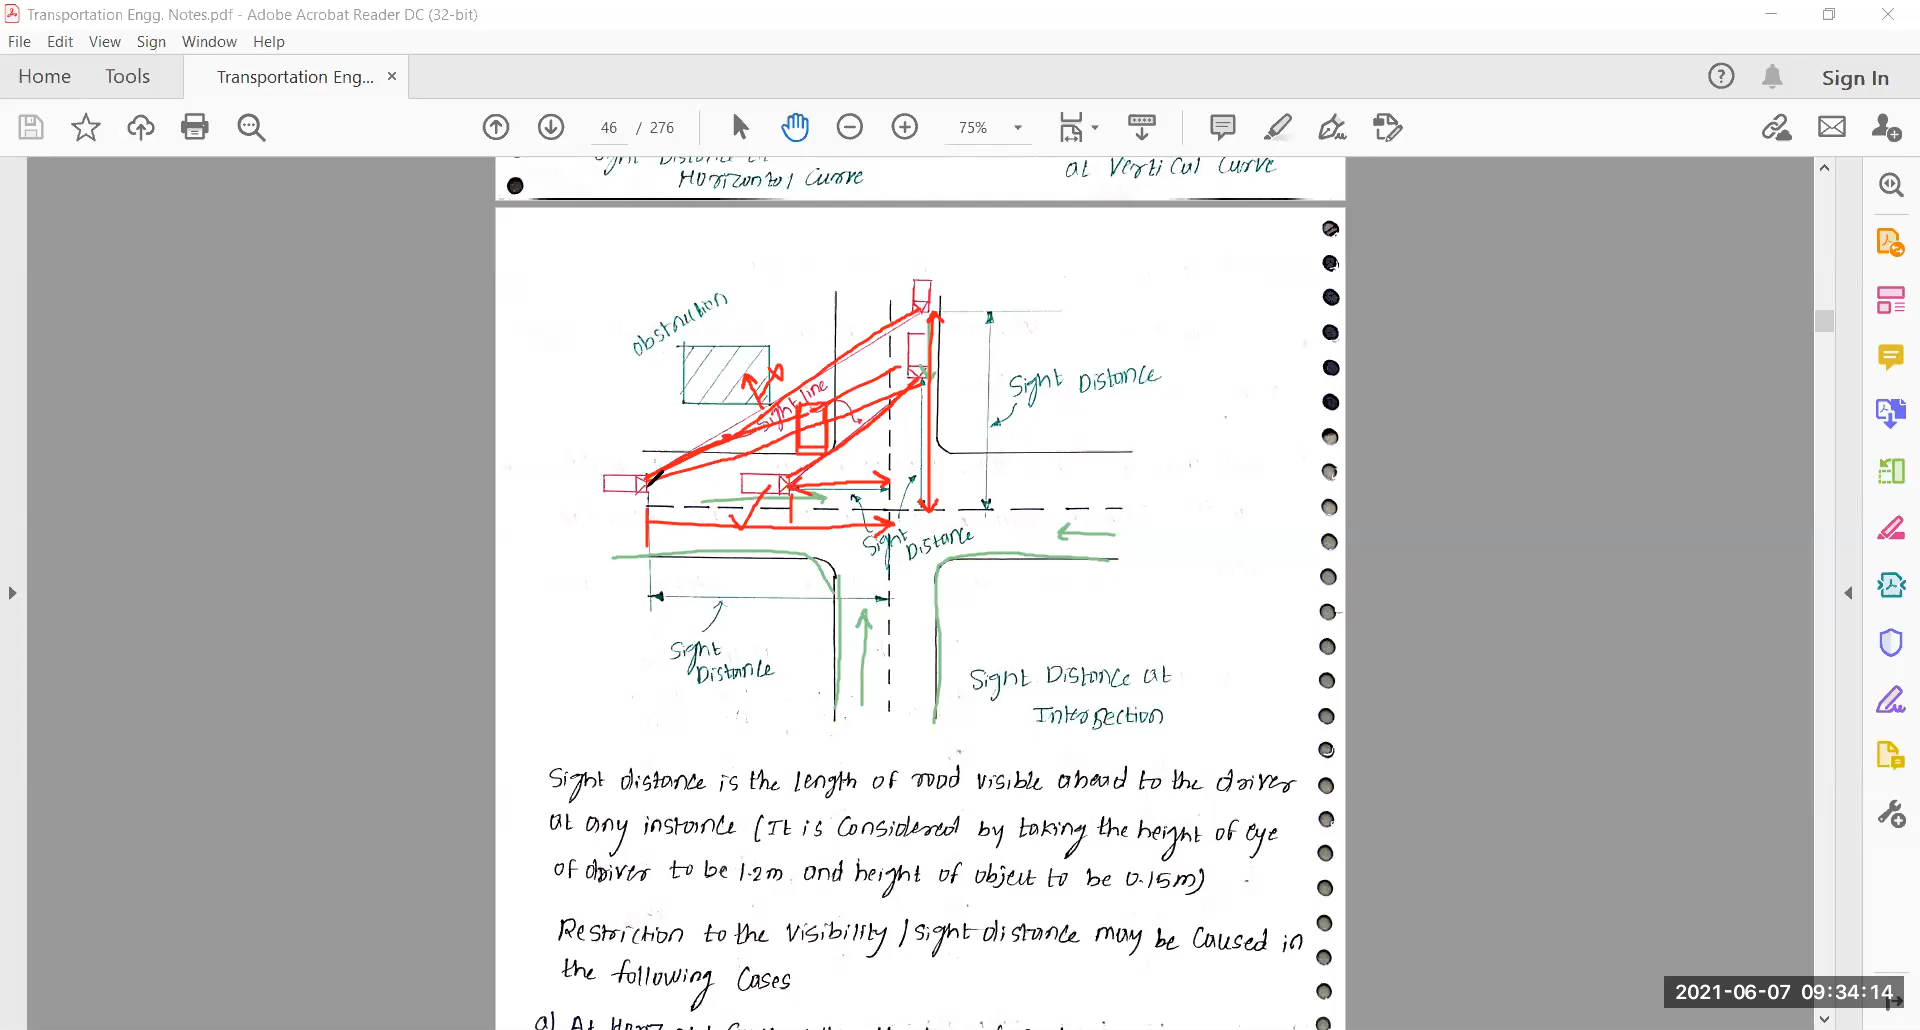 Transportation Engg. Notes.pdf - Adobe Acrobat Reader DC (32-bit)
File Edit View Sign Window Help
Home Tools Transportation Eng... × Sign In
46 / 276 75%
Sight Distance at
Horizontal Curve
at Vertical Curve
Obstruction
Sight line
Sight Distance
Sight
Distance
Sight
Distance
Sight Distance at
Intersection
Sight distance is the length of road visible ahead to the driver
at any instance (It is Considered by taking the height of eye
of driver to be 1.2m and height of object to be 0.15m)
Restriction to the visibility / sight distance may be caused in
the following Cases
2021-06-07 09:34:14